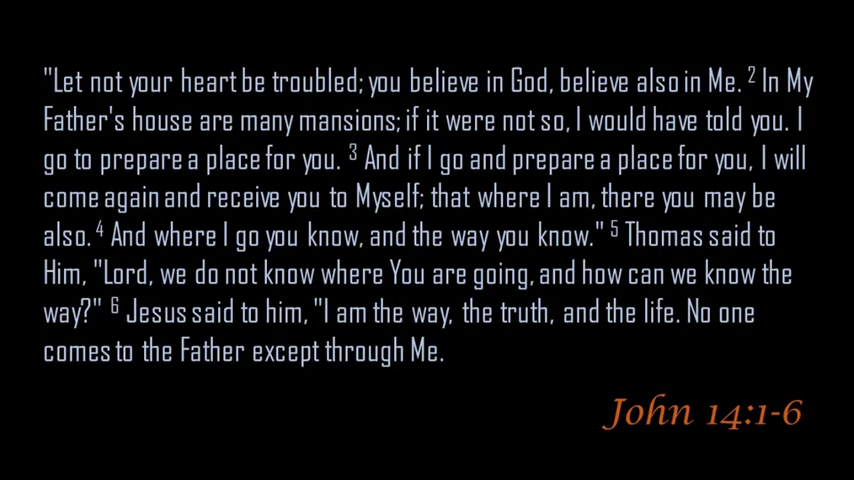 "Let not your heart be troubled; you believe in God, believe also in Me. 2 In My
Father's house are many mansions; if it were not so, I would have told you. I
go to prepare a place for you. 3 And if I go and prepare a place for you, I will
come again and receive you to Myself; that where I am, there you may be
also. 4 And where I go you know, and the way you know." 5 Thomas said to
Him, "Lord, we do not know where You are going, and how can we know the
way?" 6 Jesus said to him, "I am the way, the truth, and the life. No one
comes to the Father except through Me.
John 14:1-6